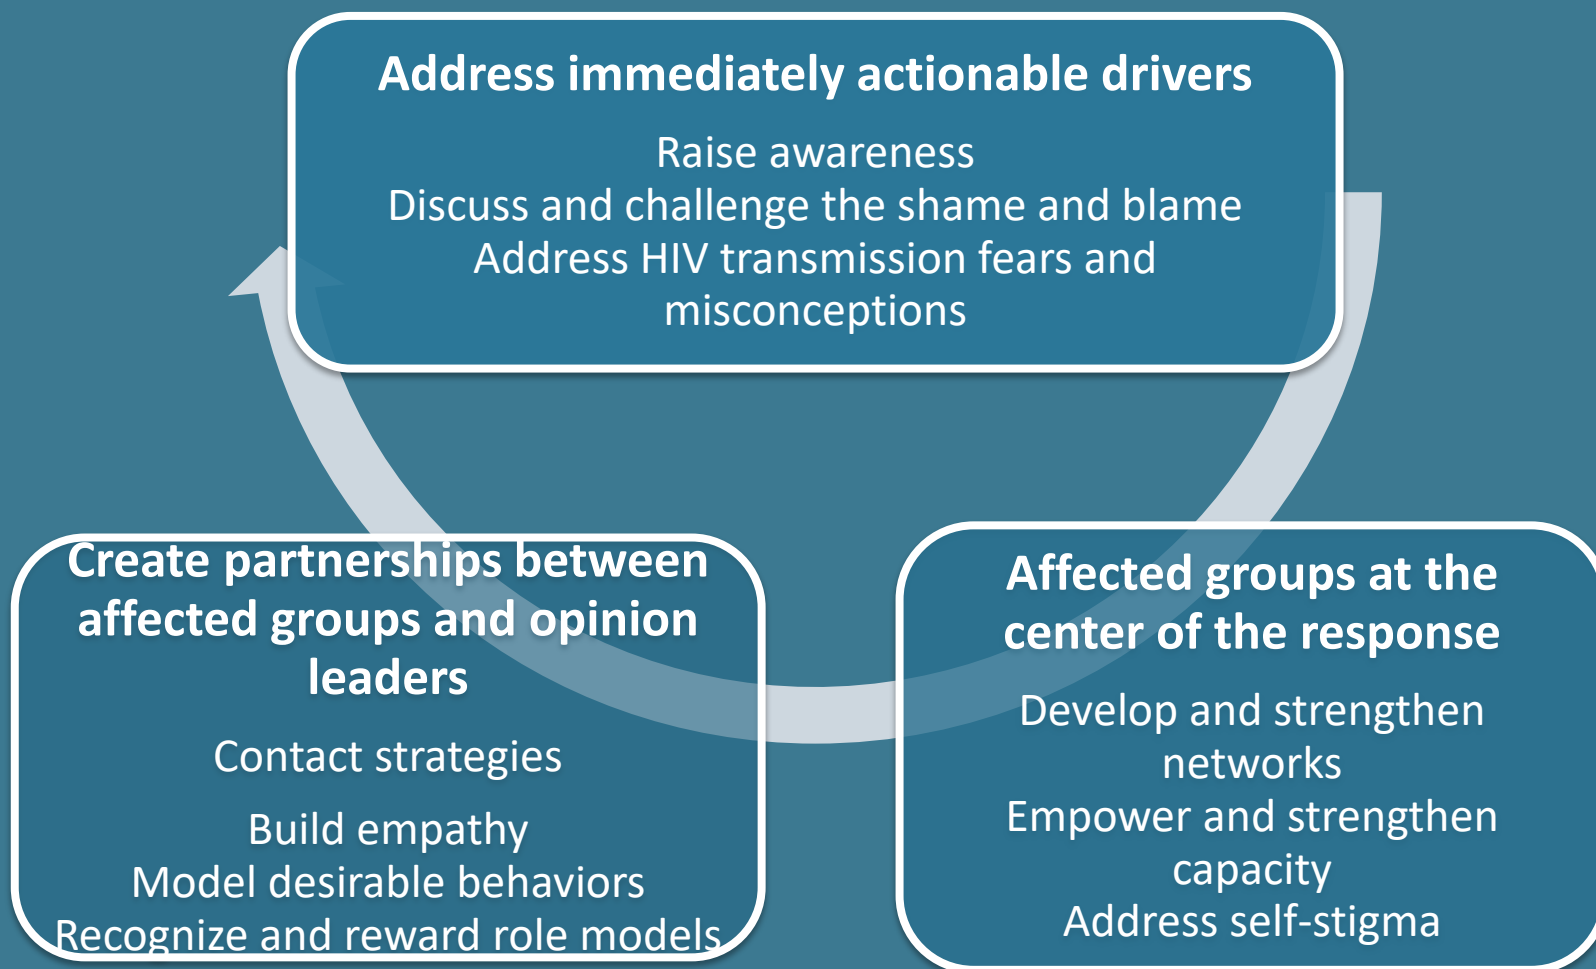 Address immediately actionable drivers
Raise awareness
Discuss and challenge the shame and blame
Address HIV transmission fears and
misconceptions
Create partnerships between
affected groups and opinion
leaders
Contact strategies
Build empathy
Model desirable behaviors
Recognize and reward role models
Affected groups at the
center of the response
Develop and strengthen
networks
Empower and strengthen
capacity
Address self-stigma